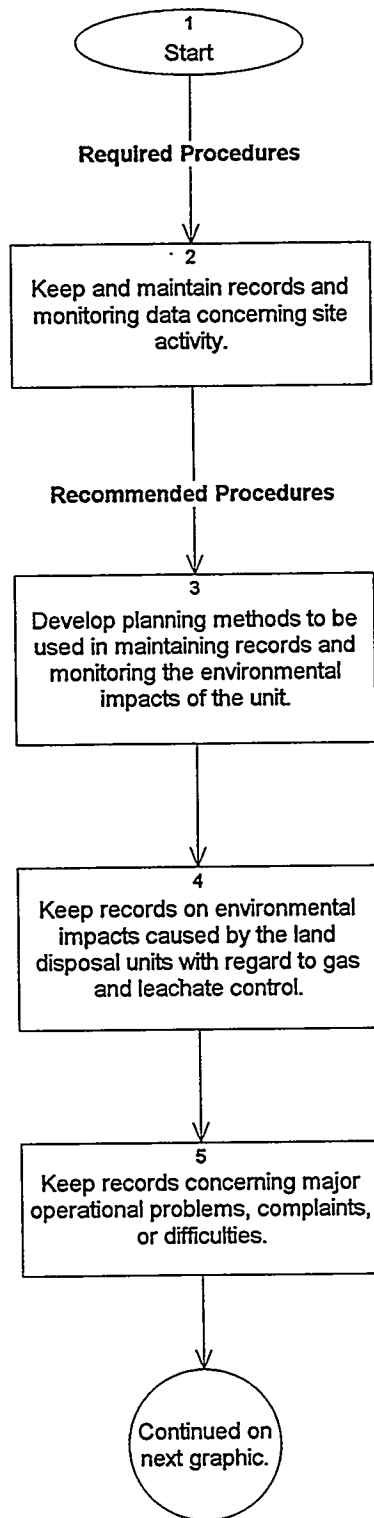 1
Start
Required Procedures
2
Keep and maintain records and
monitoring data concerning site
activity.
Recommended Procedures
3
Develop planning methods to be
used in maintaining records and
monitoring the environmental
impacts of the unit.
4
Keep records on environmental
impacts caused by the land
disposal units with regard to gas
and leachate control.
5
Keep records concerning major
operational problems, complaints,
or difficulties.
Continued on
next graphic.